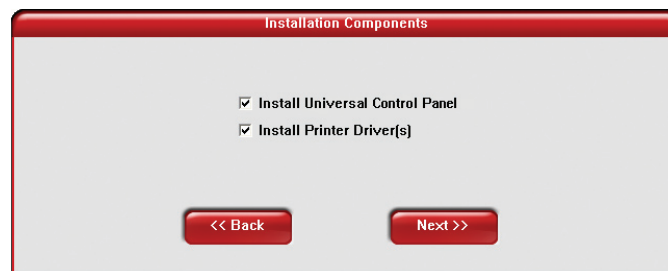 Installation Components
Install Universal Control Panel
Install Printer Driver(s)
<< Back
Next >>